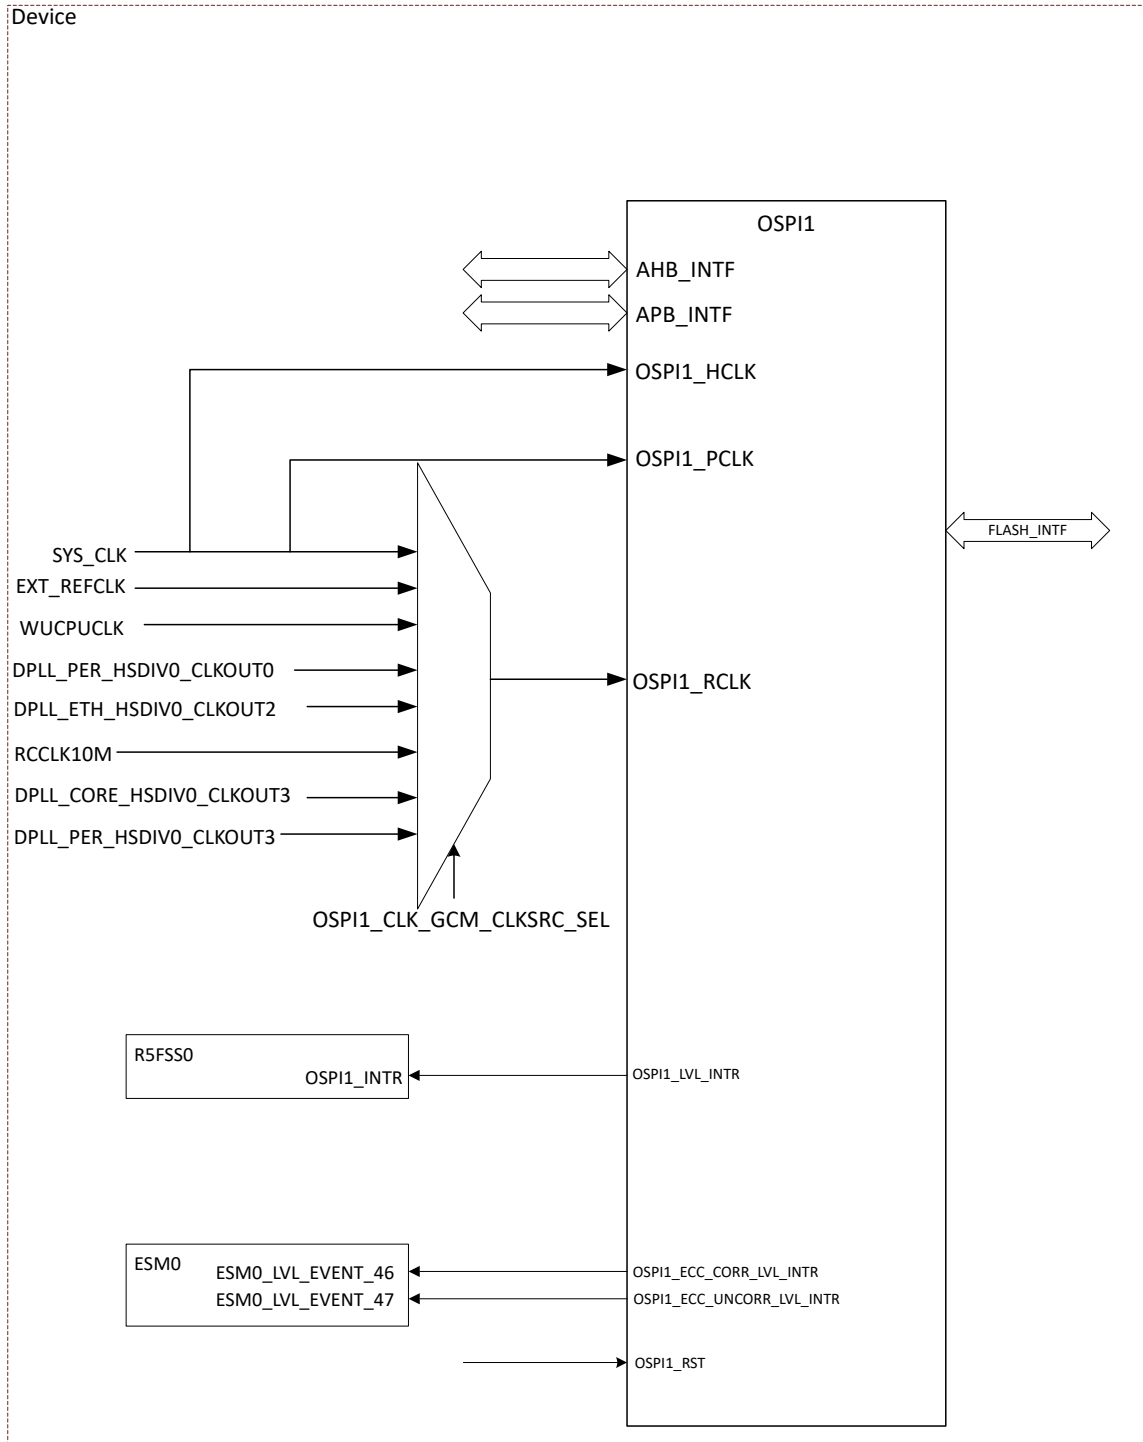 Device
OSPI1
AHB_INTF
APB_INTF
OSPI1_HCLK
OSPI1_PCLK
FLASH_INTF
SYS_CLK
EXT_REFCLK
WUCPUCLK
DPLL_PER_HSDIV0_CLKOUT0
OSPI1_RCLK
DPLL_ETH_HSDIV0_CLKOUT2
RCCLK10M
DPLL_CORE_HSDIV0_CLKOUT3
DPLL_PER_HSDIV0_CLKOUT3
OSPI1_CLK_GCM_CLKSRC_SEL
R5FSS0
OSPI1_INTR
OSPI1_LVL_INTR
ESM0
ESM0_LVL_EVENT_46
OSPI1_ECC_CORR_LVL_INTR
ESM0_LVL_EVENT_47
OSPI1_ECC_UNCORR_LVL_INTR
OSPI1_RST